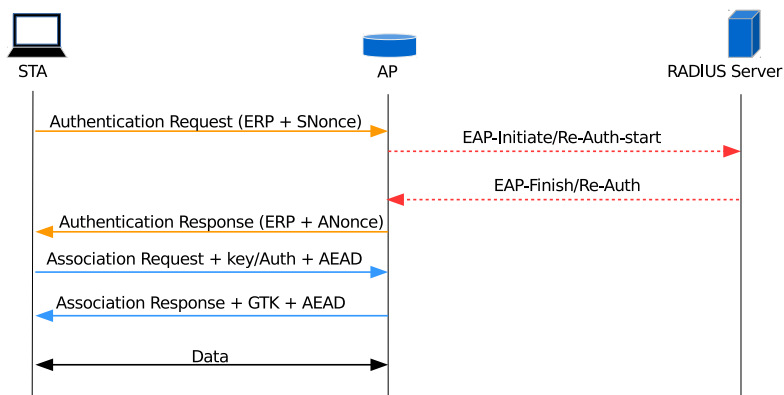 STA
AP
RADIUS Server
Authentication Request (ERP + SNonce)
EAP-Initiate/Re-Auth-start
EAP-Finish/Re-Auth
Authentication Response (ERP + ANonce)
Association Request + key/Auth + AEAD
Association Response + GTK + AEAD
Data